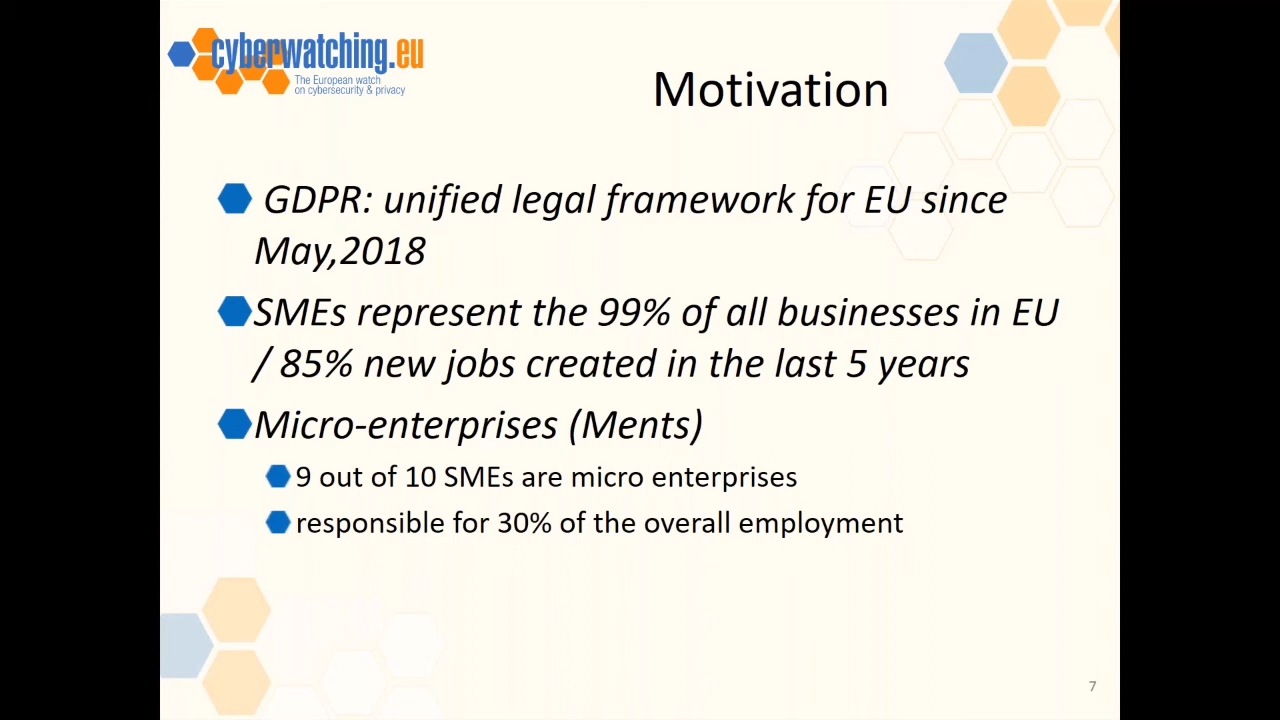 cyberwatching.eu
The European watch
on cybersecurity & privacy
Motivation
GDPR: unified legal framework for EU since
May,2018
SMEs represent the 99% of all businesses in EU
/ 85% new jobs created in the last 5 years
Micro-enterprises (Ments)
9 out of 10 SMEs are micro enterprises
responsible for 30% of the overall employment
7